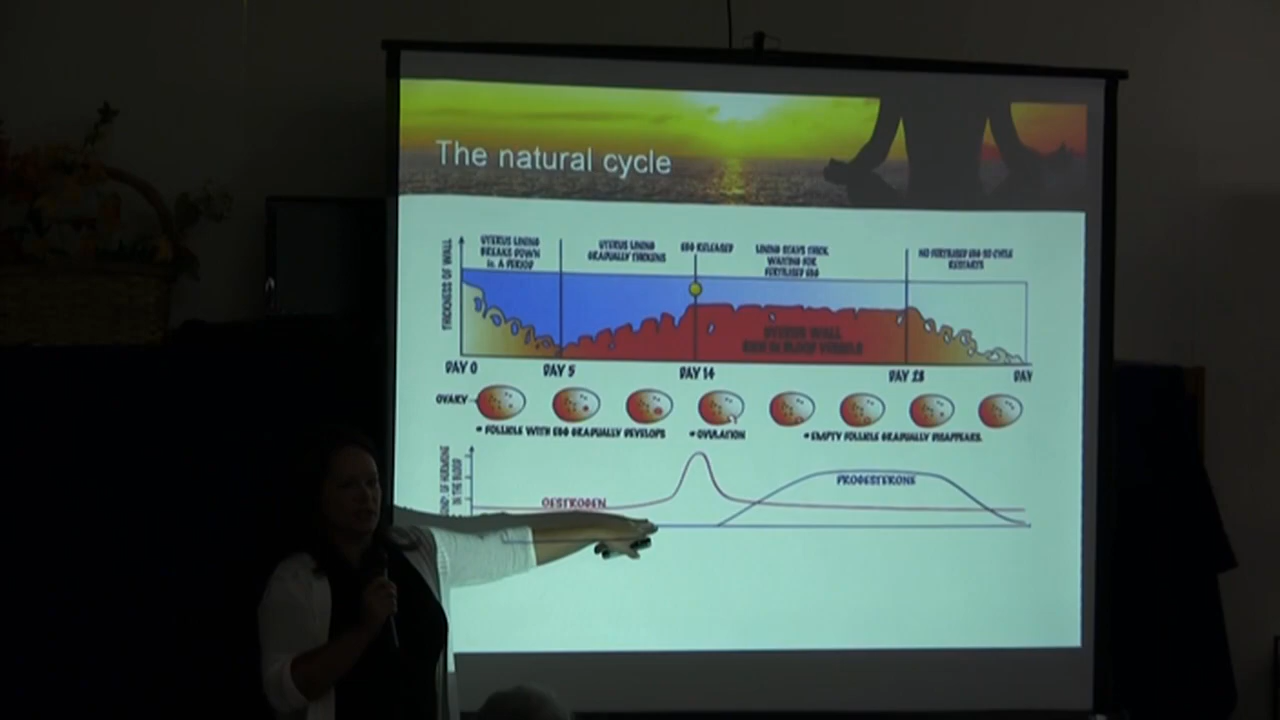 The natural cycle
THICKNESS OF WALL
UTERUS LINING
BREAKS DOWN
in A PERIOD
UTERUS LINING
GRADUALLY THICKENS
EGG RELEASED
LINING STAYS THICK
WAITING FOR
FERTILISED EGG
NO FERTILISED EGG SO CYCLE
RESTARTS
UTERUS WALL
DAY 0
DAY 5
DAY 14
DAY 28
DAY
OVARY
• FOLLICLE WITH EGG GRADUALLY DEVELOPS
• OVULATION
• EMPTY FOLLICLE GRADUALLY DISAPPEARS.
OF HORMONE
IN THE BLOOD
OESTROGEN
PROGESTERONE